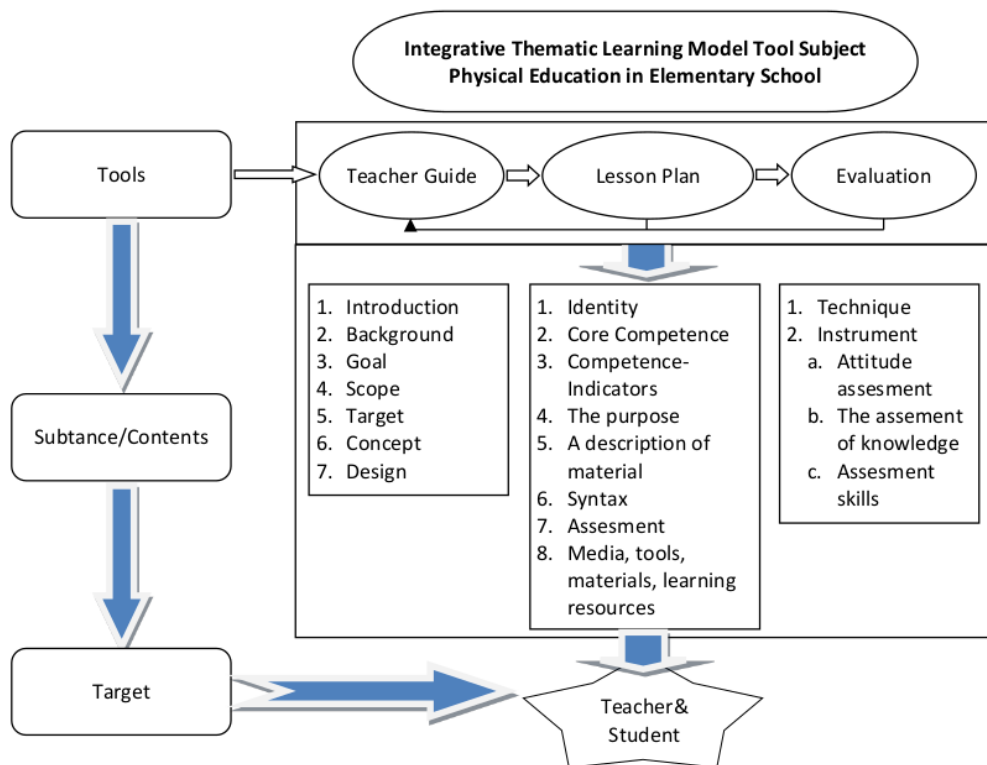 Integrative Thematic Learning Model Tool Subject
Physical Education in Elementary School
Tools
Teacher Guide
Lesson Plan
Evaluation
Subtance/Contents
1. Introduction
2. Background
3. Goal
4. Scope
5. Target
6. Concept
7. Design
1. Identity
2. Core Competence
3. Competence-
Indicators
4. The purpose
5. A description of
material
6. Syntax
7. Assesment
8. Media, tools,
materials, learning
resources
1. Technique
2. Instrument
a. Attitude
assesment
b. The assement
of knowledge
c. Assesment
skills
Target
Teacher&
Student